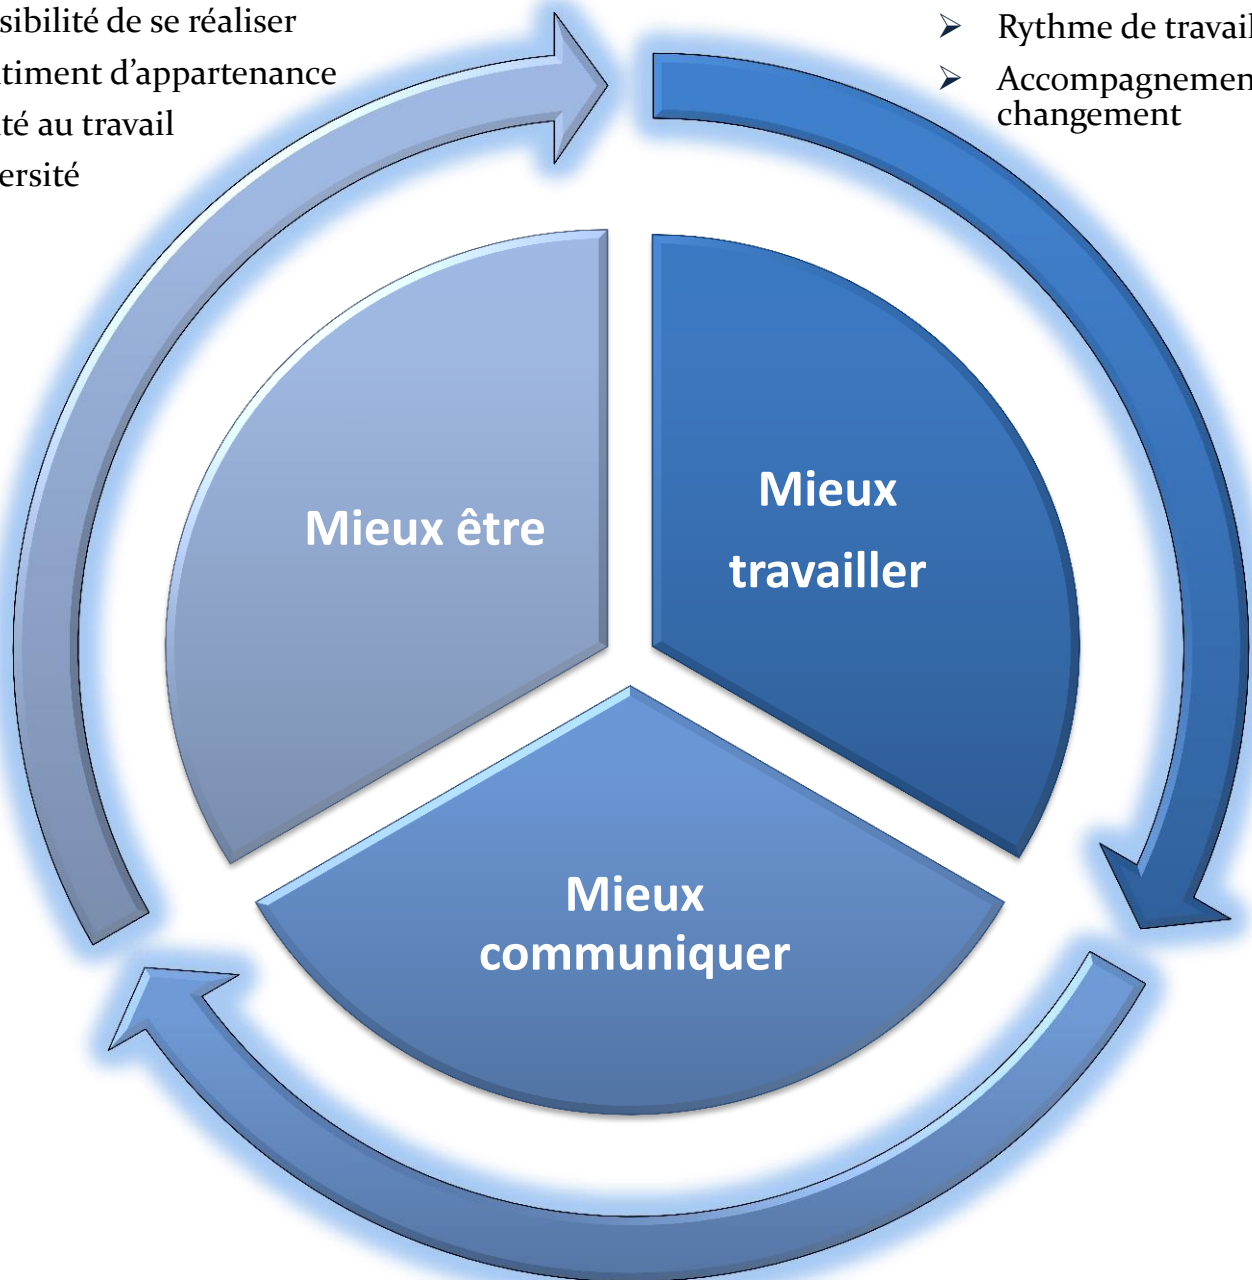 sibilité de se réaliser
timent d’appartenance
té au travail
ersité
➢ Rythme de travail
➢ Accompagnemen
changement
Mieux être
Mieux
travailler
Mieux
communiquer